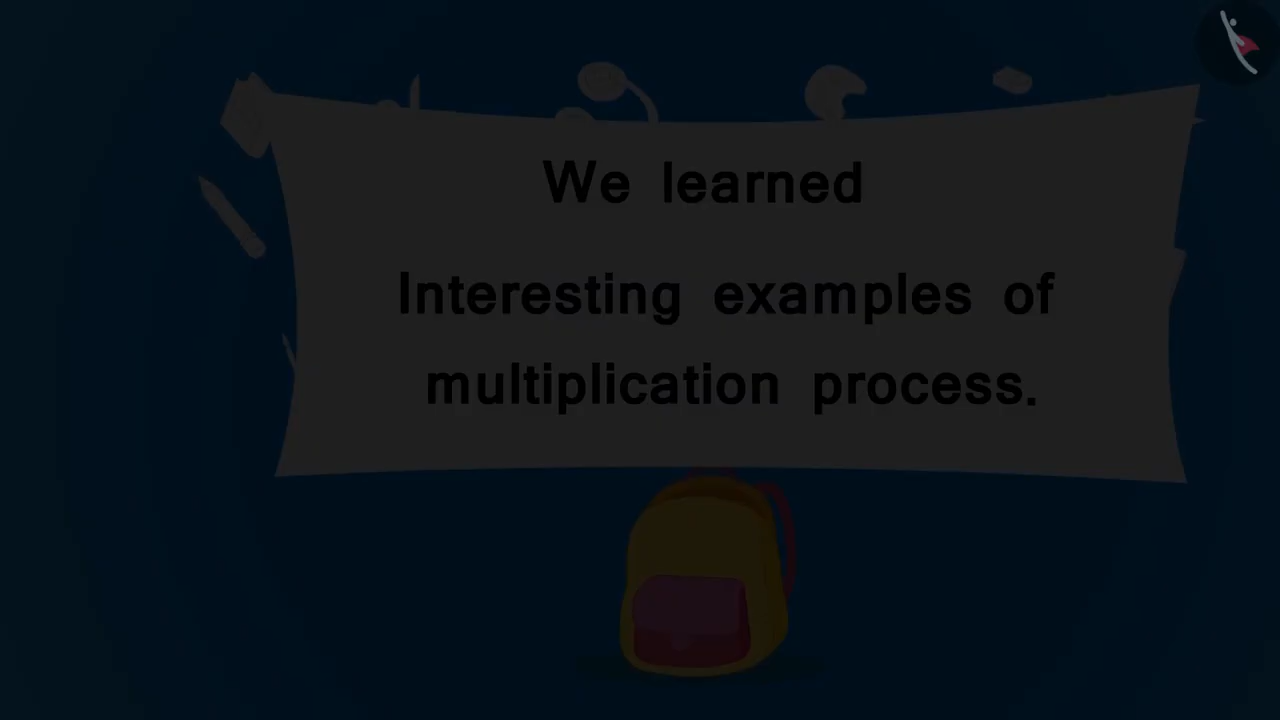 We learned
Interesting examples of
multiplication process.